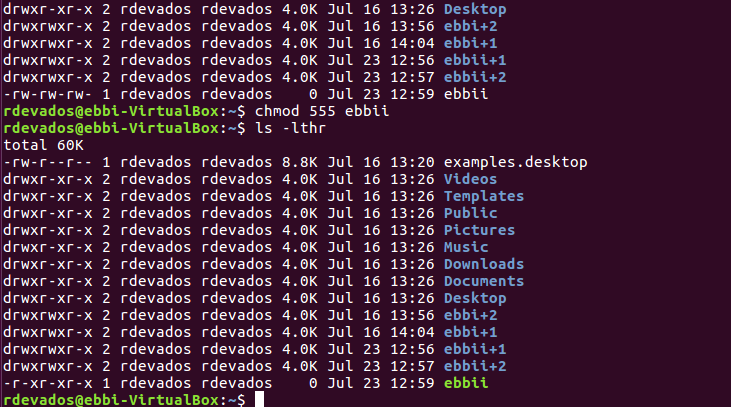 drwxr-xr-x 2 rdevados rdevados 4.0K Jul 16 13:26 Desktop
drwxrwxr-x 2 rdevados rdevados 4.0K Jul 16 13:56 ebbi+2
drwxrwxr-x 2 rdevados rdevados 4.0K Jul 16 14:04 ebbi+1
drwxrwxr-x 2 rdevados rdevados 4.0K Jul 23 12:56 ebbii+1
drwxrwxr-x 2 rdevados rdevados 4.0K Jul 23 12:57 ebbii+2
-rw-rw-rw- 1 rdevados rdevados    0 Jul 23 12:59 ebbii
rdevados@ebbi-VirtualBox:~$ chmod 555 ebbii
rdevados@ebbi-VirtualBox:~$ ls -lthr
total 60K
-rw-r--r-- 1 rdevados rdevados 8.8K Jul 16 13:20 examples.desktop
drwxr-xr-x 2 rdevados rdevados 4.0K Jul 16 13:26 Videos
drwxr-xr-x 2 rdevados rdevados 4.0K Jul 16 13:26 Templates
drwxr-xr-x 2 rdevados rdevados 4.0K Jul 16 13:26 Public
drwxr-xr-x 2 rdevados rdevados 4.0K Jul 16 13:26 Pictures
drwxr-xr-x 2 rdevados rdevados 4.0K Jul 16 13:26 Music
drwxr-xr-x 2 rdevados rdevados 4.0K Jul 16 13:26 Downloads
drwxr-xr-x 2 rdevados rdevados 4.0K Jul 16 13:26 Documents
drwxr-xr-x 2 rdevados rdevados 4.0K Jul 16 13:26 Desktop
drwxrwxr-x 2 rdevados rdevados 4.0K Jul 16 13:56 ebbi+2
drwxrwxr-x 2 rdevados rdevados 4.0K Jul 16 14:04 ebbi+1
drwxrwxr-x 2 rdevados rdevados 4.0K Jul 23 12:56 ebbii+1
drwxrwxr-x 2 rdevados rdevados 4.0K Jul 23 12:57 ebbii+2
-r-xr-xr-x 1 rdevados rdevados    0 Jul 23 12:59 ebbii
rdevados@ebbi-VirtualBox:~$